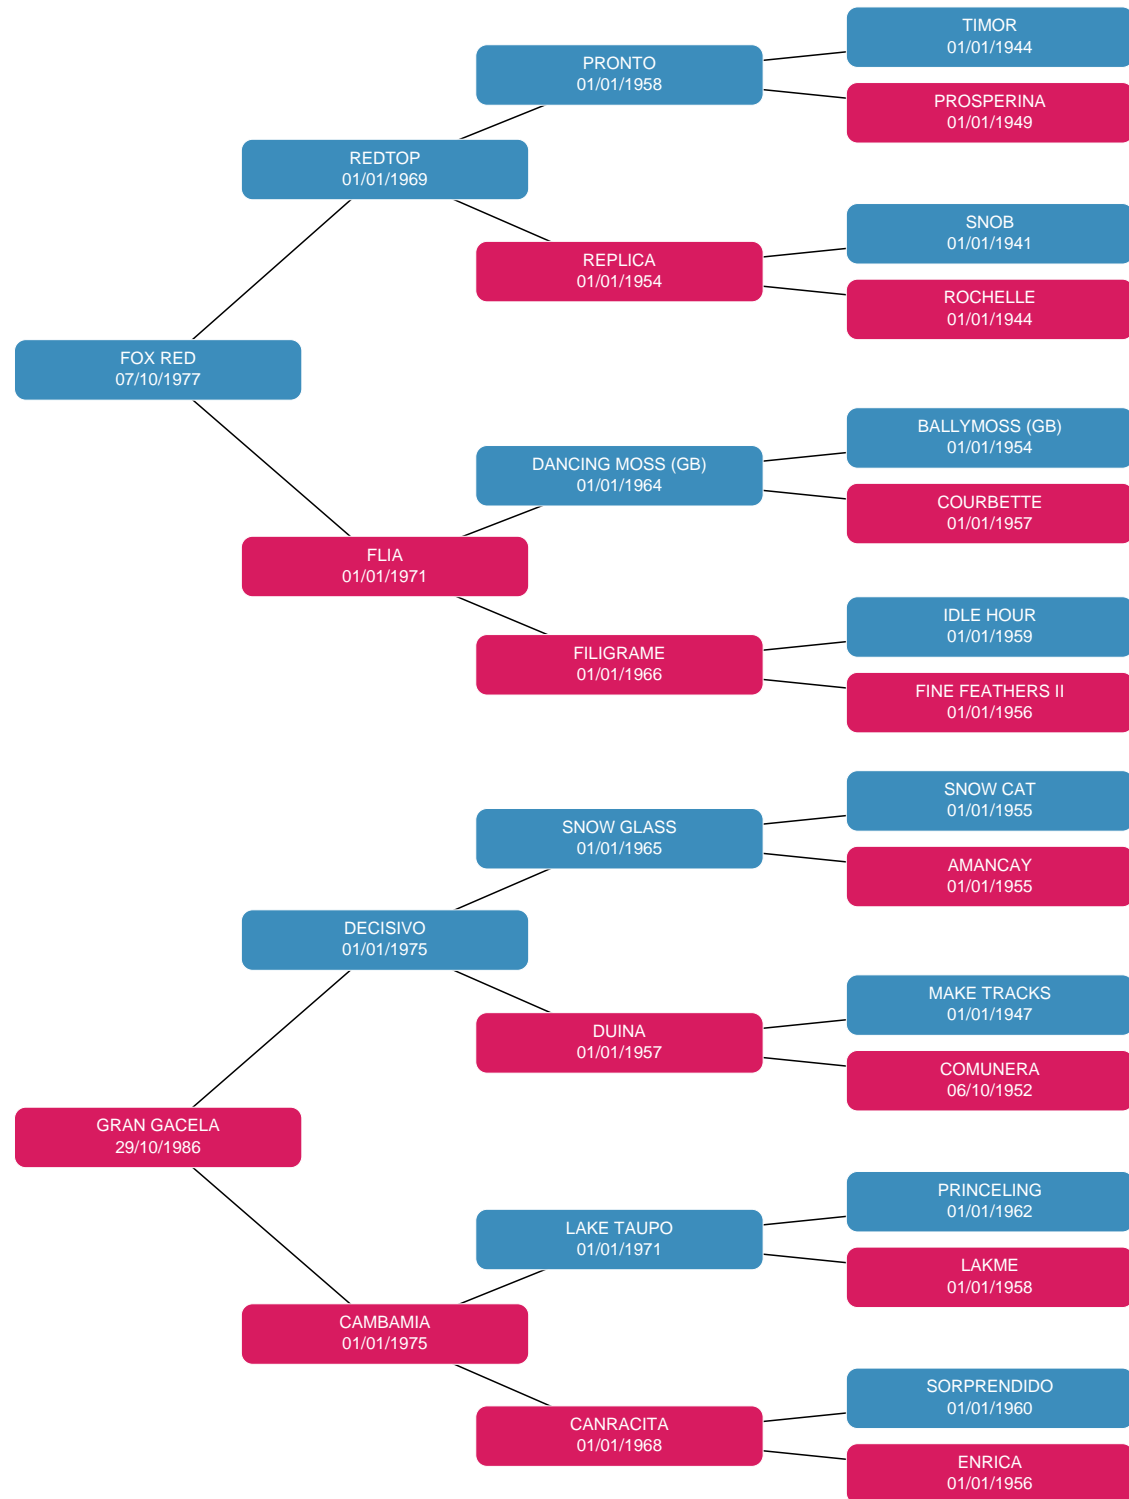 TIMOR
01/01/1944
PRONTO
01/01/1958
PROSPERINA
01/01/1949
REDTOP
01/01/1969
SNOB
01/01/1941
REPLICA
01/01/1954
ROCHELLE
01/01/1944
FOX RED
07/10/1977
BALLYMOSS (GB)
01/01/1954
DANCING MOSS (GB)
01/01/1964
COURBETTE
01/01/1957
FLIA
01/01/1971
IDLE HOUR
01/01/1959
FILIGRAME
01/01/1966
FINE FEATHERS II
01/01/1956
SNOW CAT
01/01/1955
SNOW GLASS
01/01/1965
AMANCAY
01/01/1955
DECISIVO
01/01/1975
MAKE TRACKS
01/01/1947
DUINA
01/01/1957
COMUNERA
06/10/1952
GRAN GACELA
29/10/1986
PRINCELING
01/01/1962
LAKE TAUPO
01/01/1971
LAKME
01/01/1958
CAMBAMIA
01/01/1975
SORPRENDIDO
01/01/1960
CANRACITA
01/01/1968
ENRICA
01/01/1956